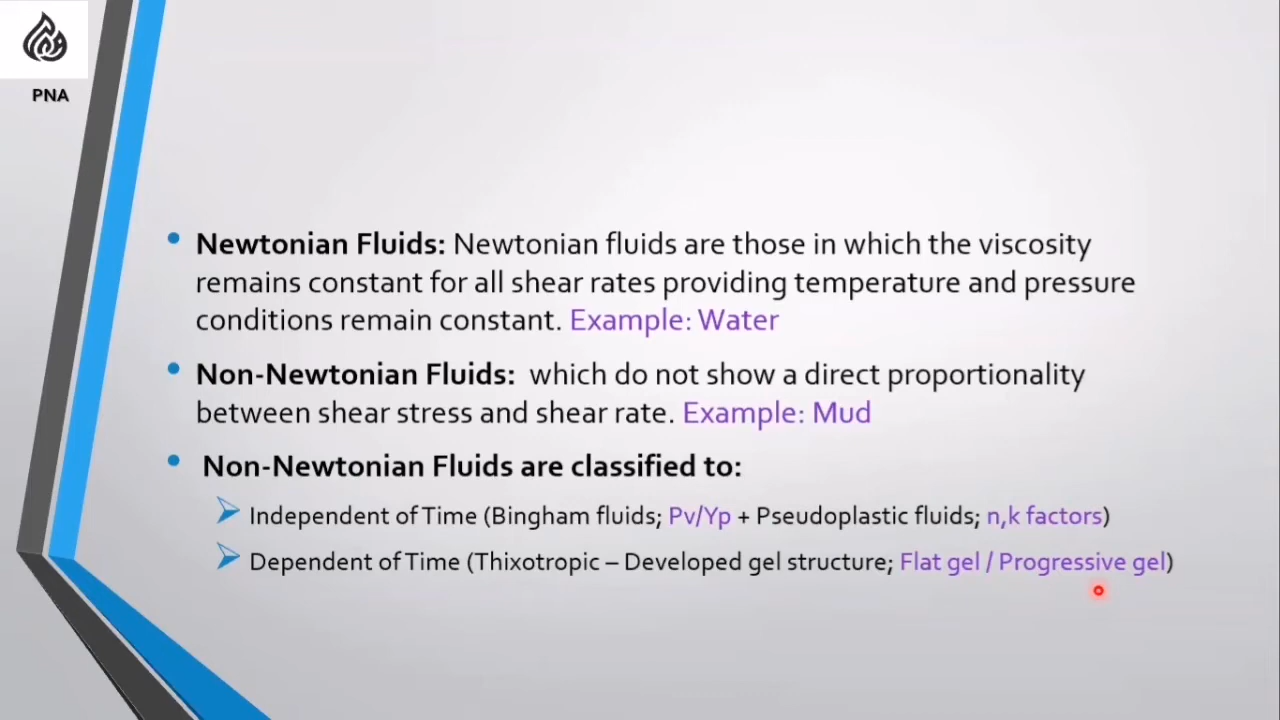 PNA
Newtonian Fluids: Newtonian fluids are those in which the viscosity
remains constant for all shear rates providing temperature and pressure
conditions remain constant. Example: Water
Non-Newtonian Fluids: which do not show a direct proportionality
between shear stress and shear rate. Example: Mud
Non-Newtonian Fluids are classified to:
Independent of Time (Bingham fluids; Pv/Yp + Pseudoplastic fluids; n,k factors)
Dependent of Time (Thixotropic – Developed gel structure; Flat gel / Progressive gel)